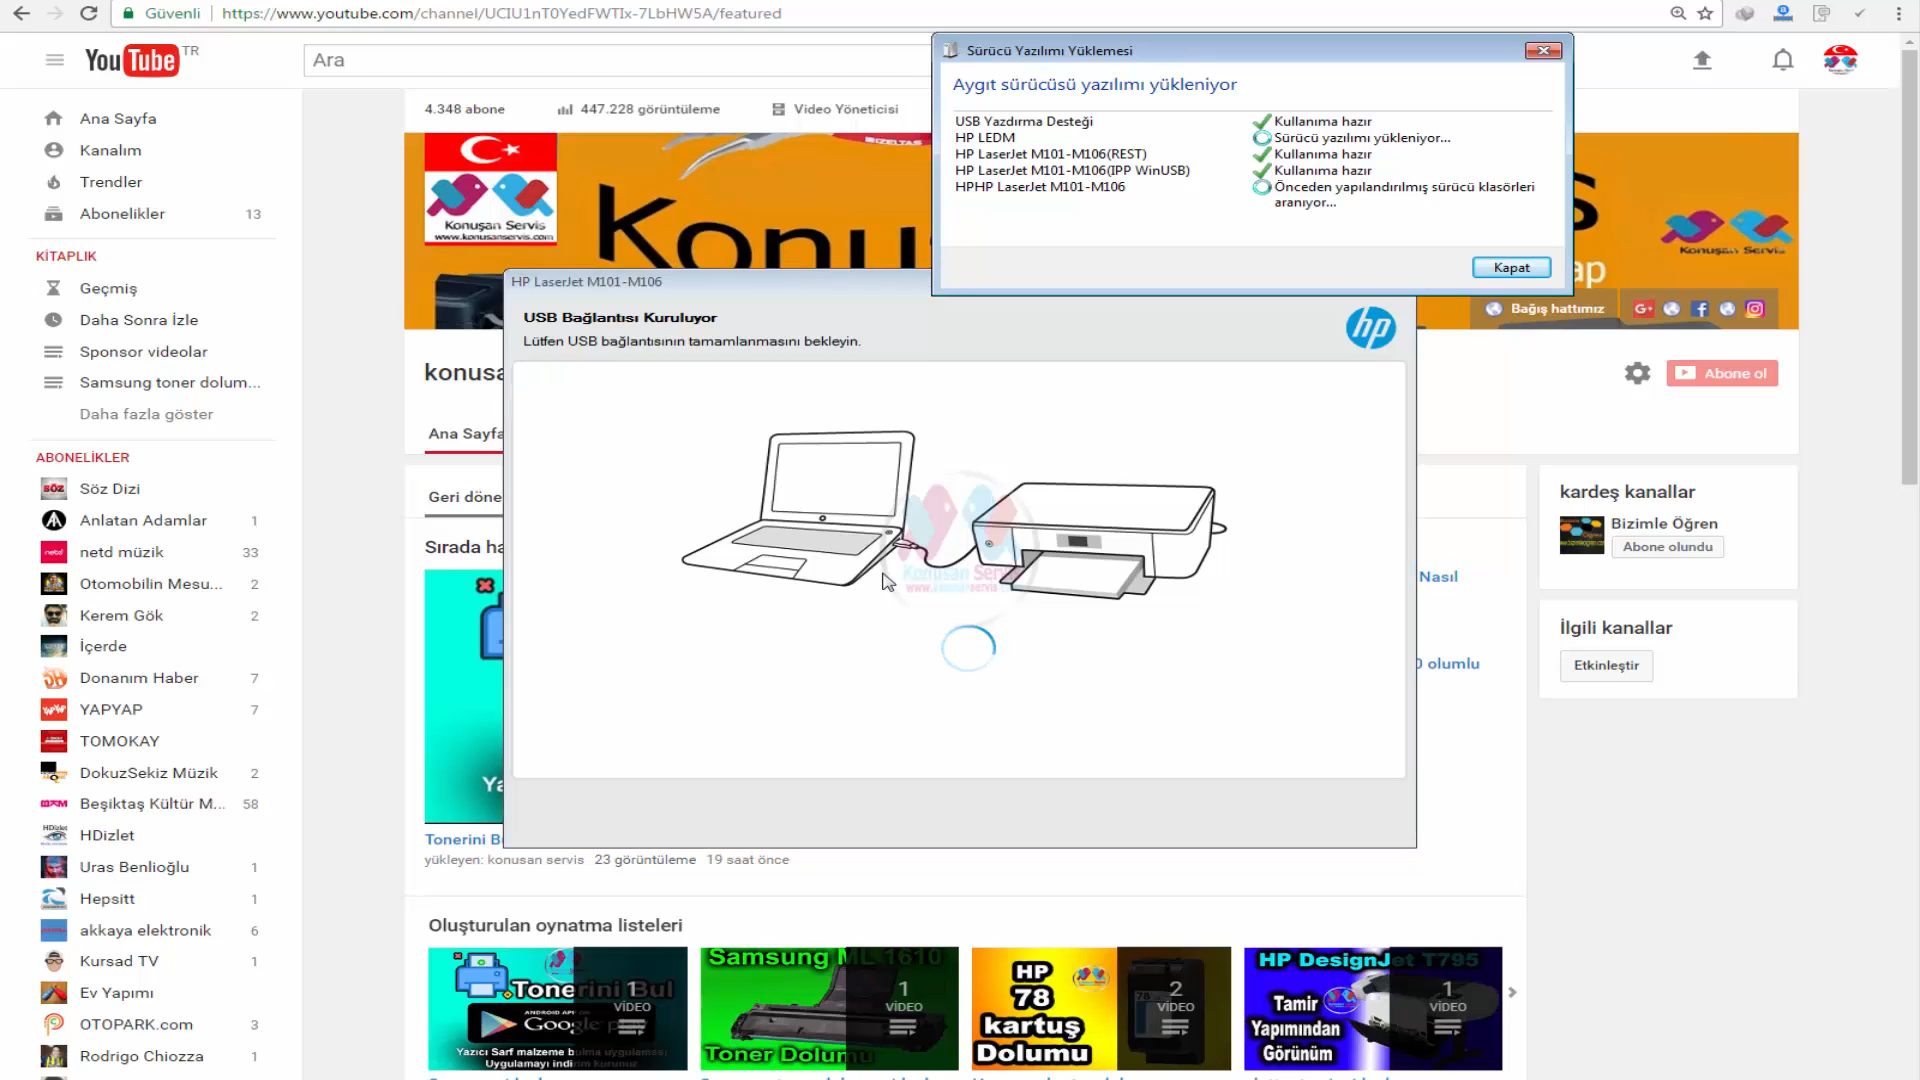 Güvenli
https://www.youtube.com/channel/UCIU1nT0YedFWTIx-7LbHW5A/featured
YouTube TR
Ara
Ana Sayfa
Kanalım
Trendler
Abonelikler 13
KİTAPLIK
Geçmiş
Daha Sonra İzle
Sponsor videolar
Samsung toner dolum...
Daha fazla göster
ABONELİKLER
Söz Dizi
Anlatan Adamlar 1
netd müzik 33
Otomobilin Mesu... 2
Kerem Gök 2
İçerde
Donanım Haber 7
YAPYAP 7
TOMOKAY
DokuzSekiz Müzik 2
Beşiktaş Kültür M... 58
HDizlet
Uras Benlioğlu 1
Hepsitt 1
akkaya elektronik 6
Kursad TV 1
Ev Yapımı
OTOPARK.com 3
Rodrigo Chiozza 1
4.348 abone
447.228 görüntüleme
Video Yöneticisi
Konuşan Servis
www.konusanservis.com
Konu
Konuşan Servis
Bağış hattımız
Sürücü Yazılımı Yüklemesi
Aygıt sürücüsü yazılımı yükleniyor
USB Yazdırma Desteği Kullanıma hazır
HP LEDM Sürücü yazılımı yükleniyor...
HP LaserJet M101-M106(REST) Kullanıma hazır
HP LaserJet M101-M106(IPP WinUSB) Kullanıma hazır
HPHP LaserJet M101-M106 Önceden yapılandırılmış sürücü klasörleri
aranıyor...
Kapat
HP LaserJet M101-M106
USB Bağlantısı Kuruluyor
Lütfen USB bağlantısının tamamlanmasını bekleyin.
hp
konusa
Abone ol
Ana Sayfa
Geri döne
Sırada ha
Nasıl
0 olumlu
Tonerini B
yükleyen: konusan servis 23 görüntüleme 19 saat önce
kardeş kanallar
Bizimle Öğren
Abone olundu
İlgili kanallar
Etkinleştir
Oluşturulan oynatma listeleri
Tonerini Bul
Yazıcı Sarf malzeme bulma uygulaması
1
VİDEO
Samsung ML 1610
Toner Dolumu
1
VİDEO
HP
78
kartuş
Dolumu
2
VİDEO
HP DesignJet T795
Tamir
Yapımından
Görünüm
1
VİDEO